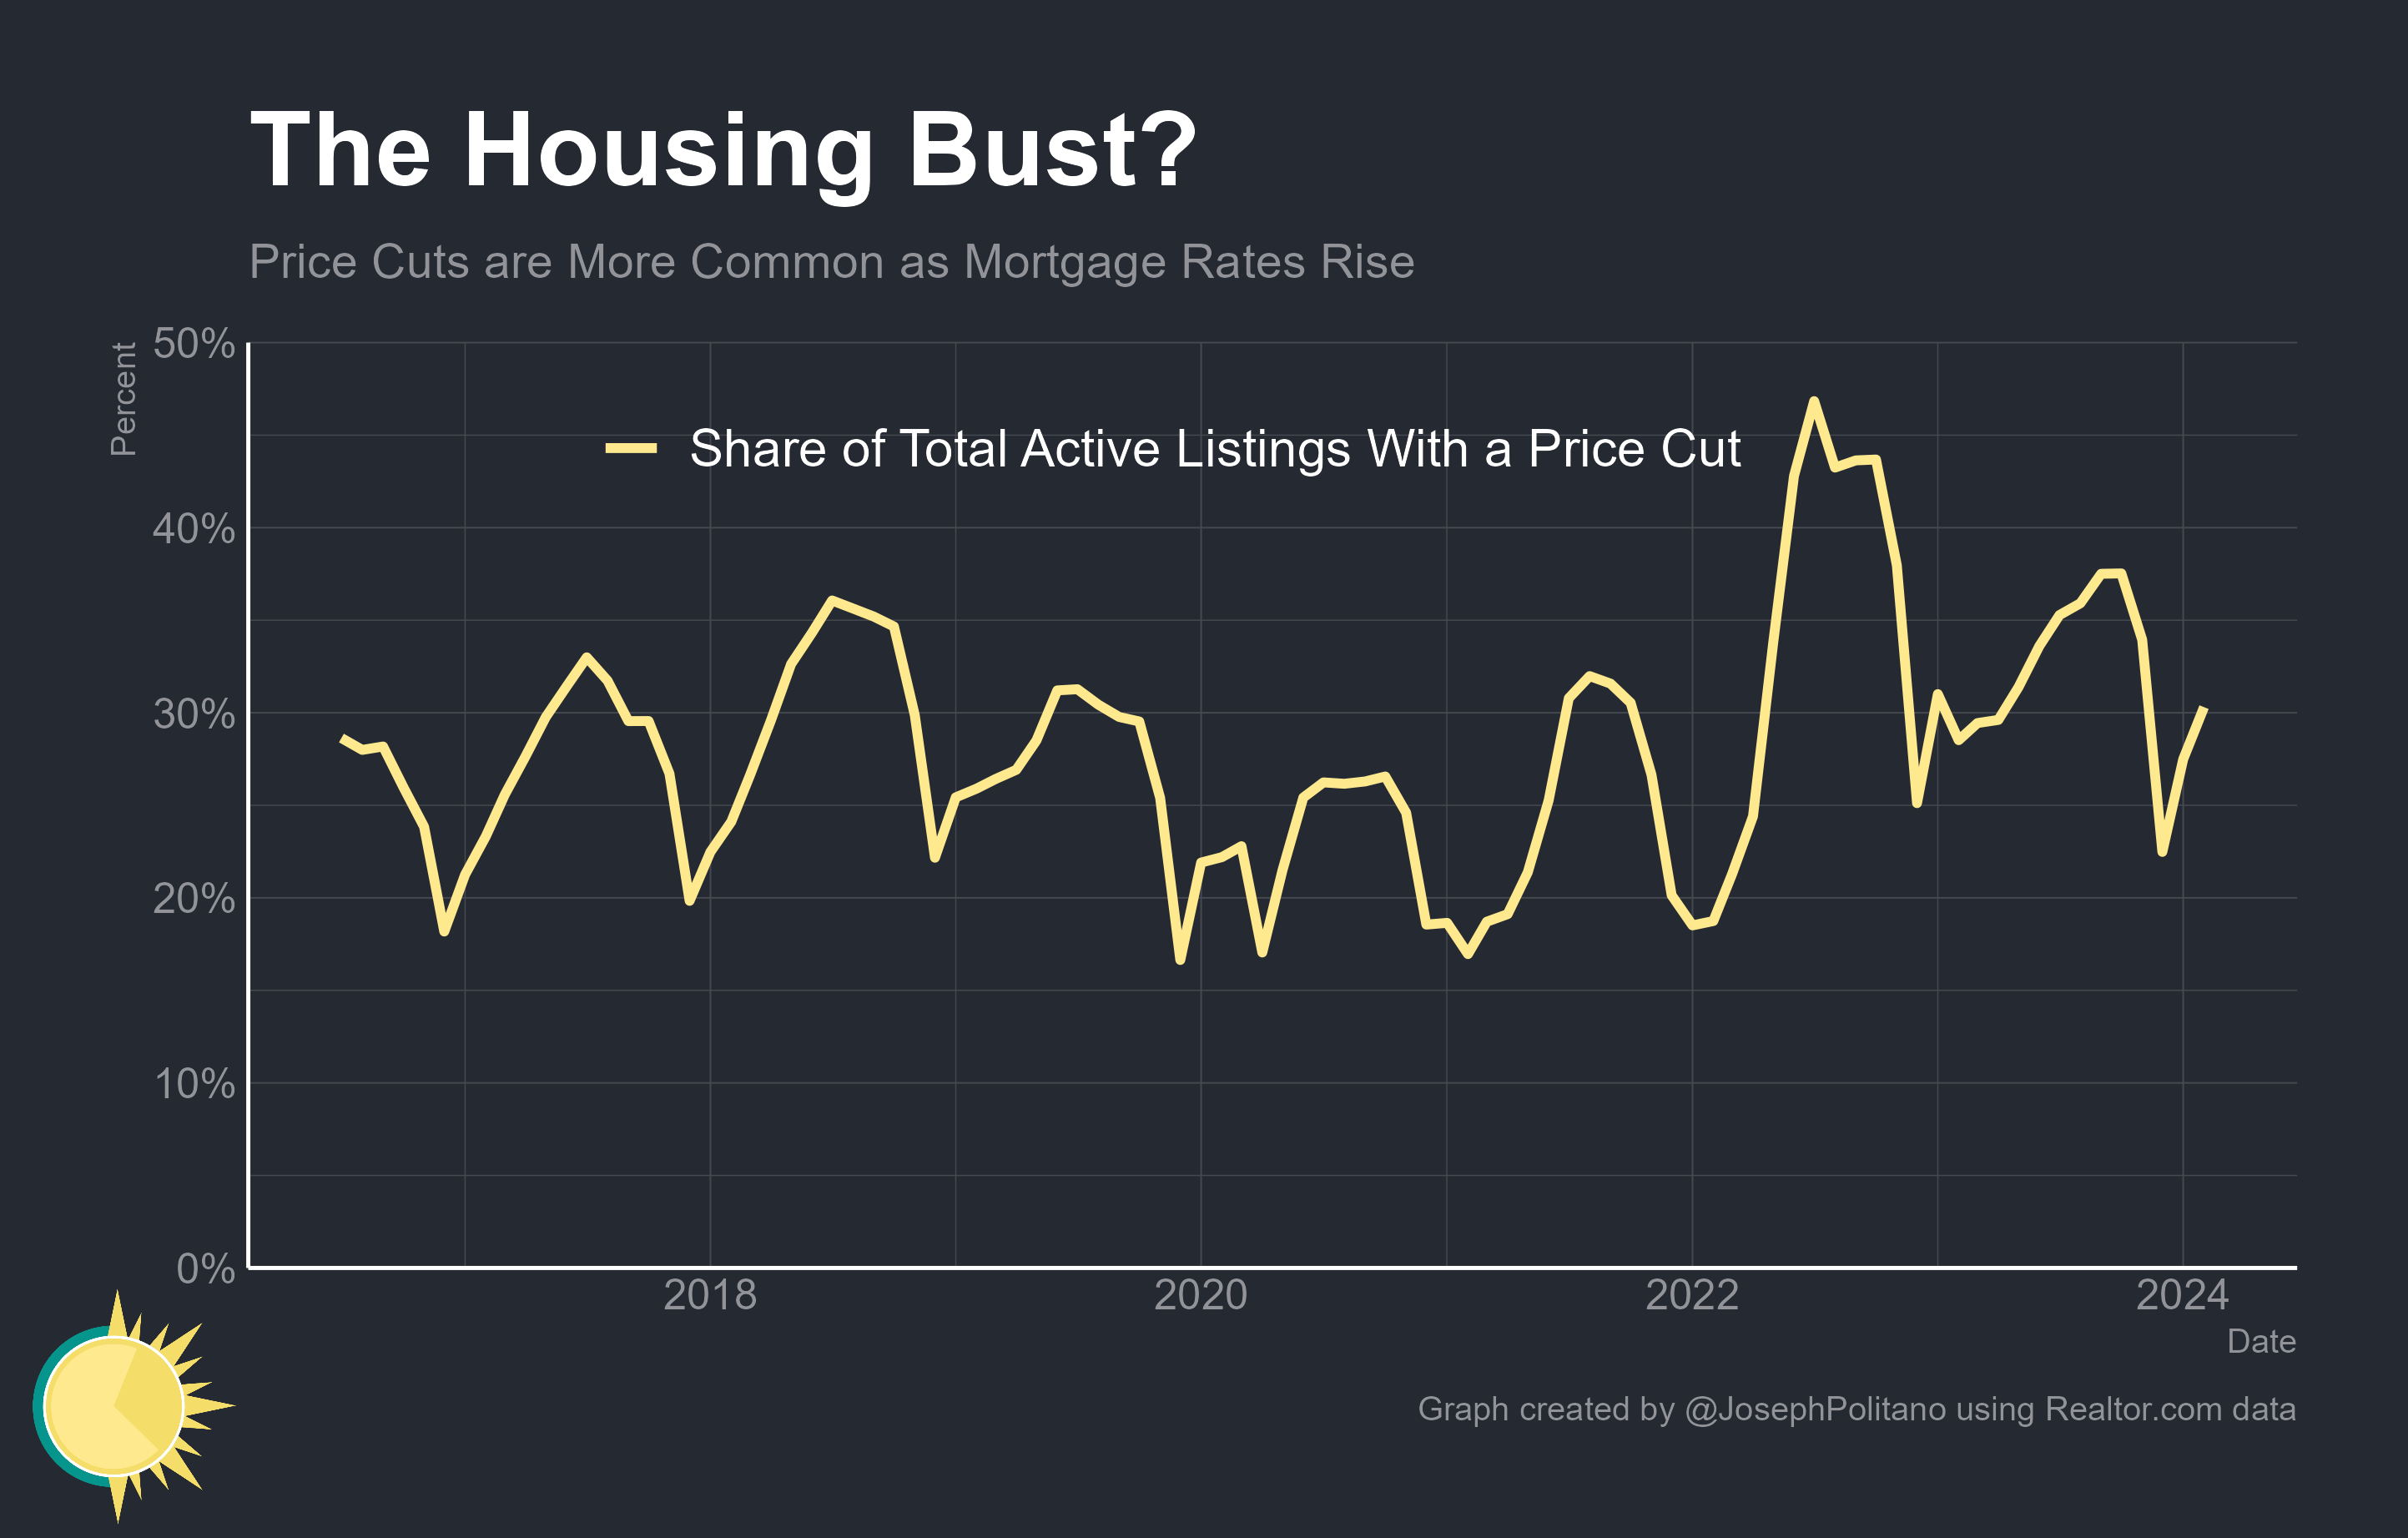 The Housing Bust?
Price Cuts are More Common as Mortgage Rates Rise
Percent
50%
40%
30%
20%
10%
0%
Share of Total Active Listings With a Price Cut
2018
2020
2022
2024
Date
Graph created by @JosephPolitano using Realtor.com data